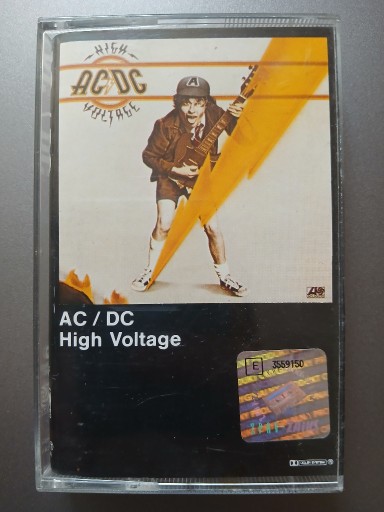 HIGH
AC/DC
VOLTAGE
A
AC / DC
High Voltage
E 3559150